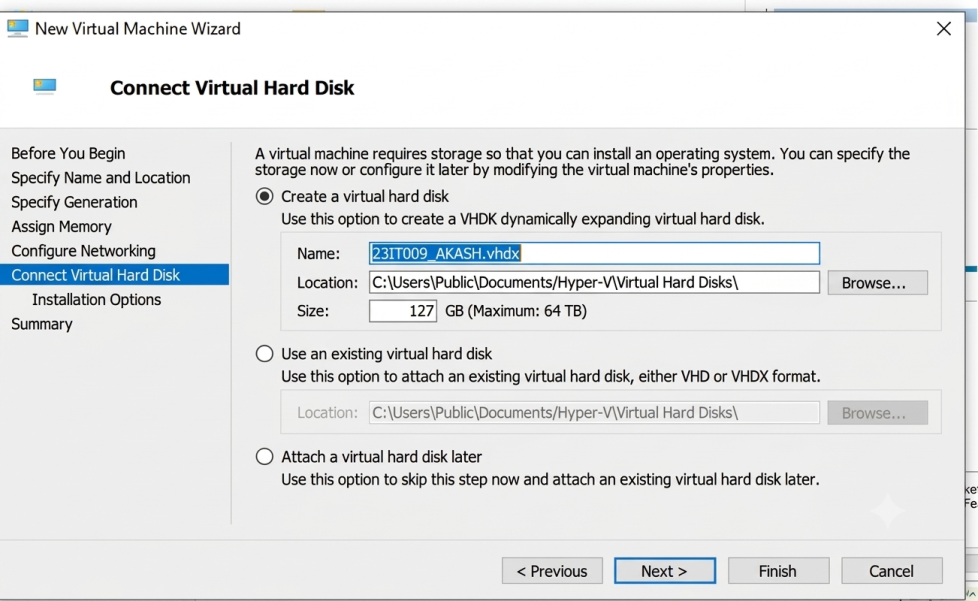 New Virtual Machine Wizard
Connect Virtual Hard Disk
Before You Begin
Specify Name and Location
Specify Generation
Assign Memory
Configure Networking
Connect Virtual Hard Disk
Installation Options
Summary
A virtual machine requires storage so that you can install an operating system. You can specify the
storage now or configure it later by modifying the virtual machine's properties.
Create a virtual hard disk
Use this option to create a VHDK dynamically expanding virtual hard disk.
Name: 23IT009_AKASH.vhdx
Location: C:\Users\Public\Documents/Hyper-V\Virtual Hard Disks\ Browse...
Size: 127 GB (Maximum: 64 TB)
Use an existing virtual hard disk
Use this option to attach an existing virtual hard disk, either VHD or VHDX format.
Location: C:\Users\Public\Documents/Hyper-V\Virtual Hard Disks\ Browse...
Attach a virtual hard disk later
Use this option to skip this step now and attach an existing virtual hard disk later.
< Previous Next > Finish Cancel